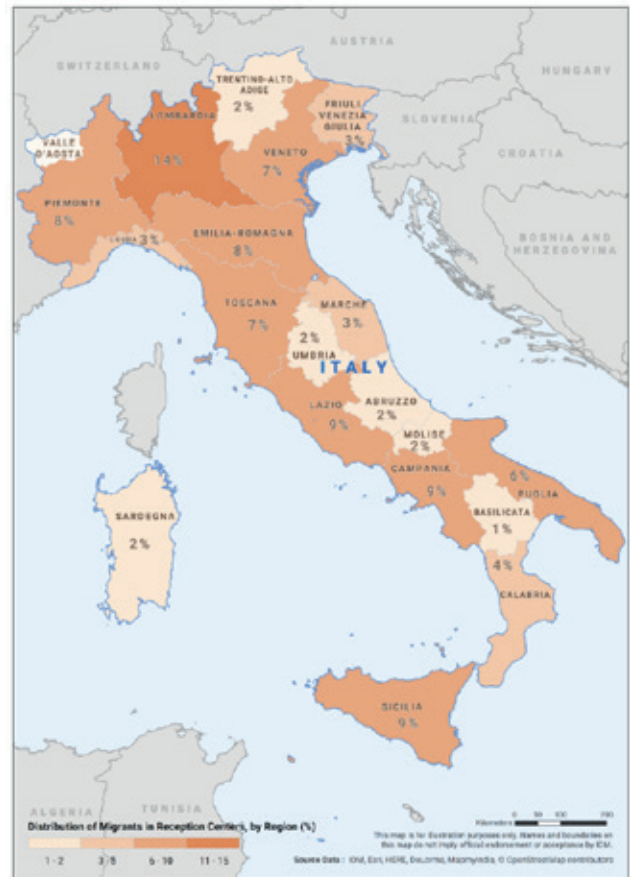 AUSTRIA
SWITZERLAND
HUNGARY
TRENTINO-ALTO
ADIGE
2%
LOMBARDIA
FRIULI
VENEZIA
GIULIA
3%
SLOVENIA
VALLE
D'AOSTA
VENETO
7%
CROATIA
14%
PIEMONTE
8%
BOSNIA AND
HERZEGOVINA
EMILIA-ROMAGNA
8%
3%
TOSCANA
7%
MARCHE
3%
2%
UMBRIA
ITALY
LAZIO
9%
ABRUZZO
2%
MOLISE
2%
CAMPANIA
9%
6%
PUGLIA
BASILICATA
1%
SARDEGNA
2%
4%
CALABRIA
SICILIA
9%
ALGERIA
TUNISIA
Distribution of Migrants in Reception Centers, by Region (%)
1 - 2
11 - 15
Kilometers
This map is for illustration purposes only. Names and boundaries on
this map do not imply official endorsement or acceptance by IOM.
Source Data : IOM, Esri, HERE, Garmin, MapmyIndia, © OpenStreetMap contributors